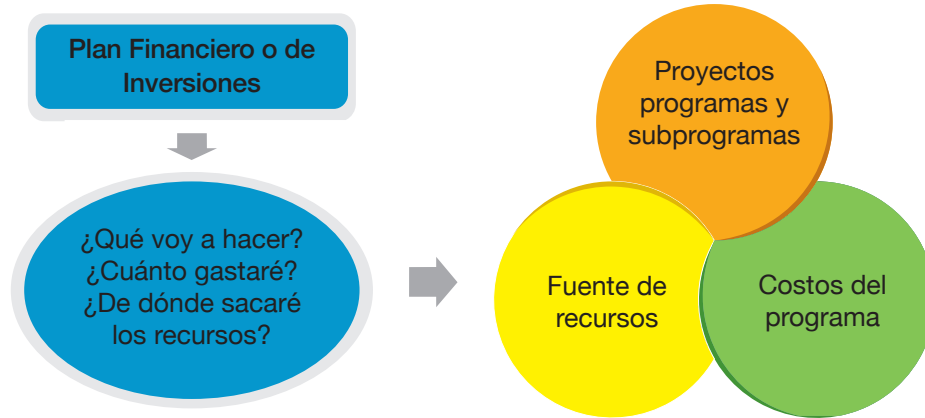 Plan Financiero o de
Inversiones
¿Qué voy a hacer?
¿Cuánto gastaré?
¿De dónde sacaré
los recursos?
Proyectos
programas y
subprogramas
Fuente de
recursos
Costos del
programa